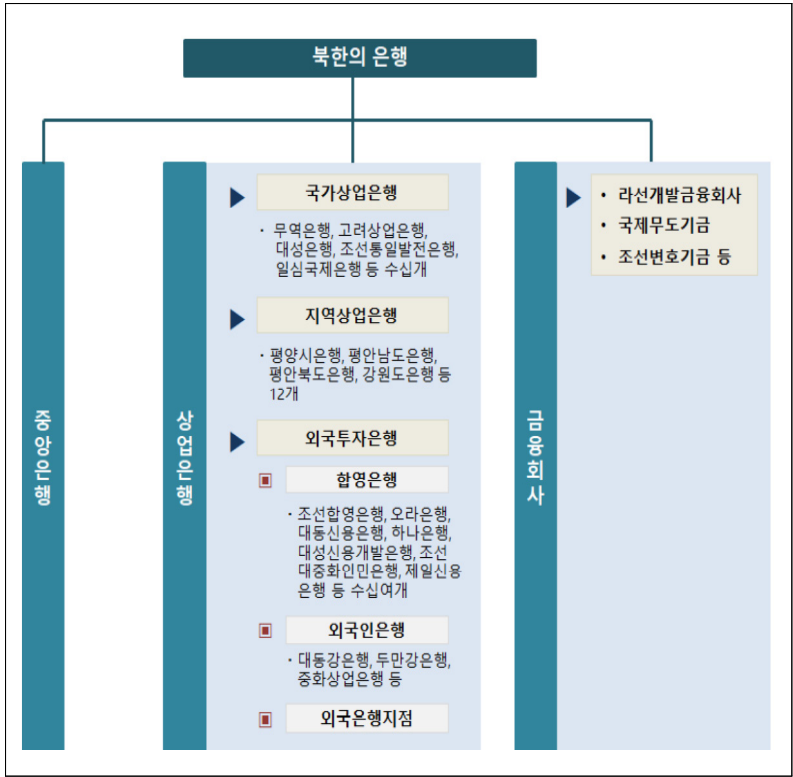 북한의 은행
중앙은행
상업은행
국가상업은행
· 무역은행, 고려상업은행,
대성은행, 조선통일발전은행,
일심국제은행 등 수십개
지역상업은행
· 평양시은행, 평안남도은행,
평안북도은행, 강원도은행 등
12개
외국투자은행
합영은행
· 조선합영은행, 오라은행,
대동신용은행, 하나은행,
대성신용개발은행, 조선
대중화인민은행, 제일신용
은행 등 수십여개
외국인은행
· 대동강은행, 두만강은행,
중화상업은행 등
외국은행지점
금융회사
• 라선개발금융회사
• 국제무도기금
• 조선변호기금 등